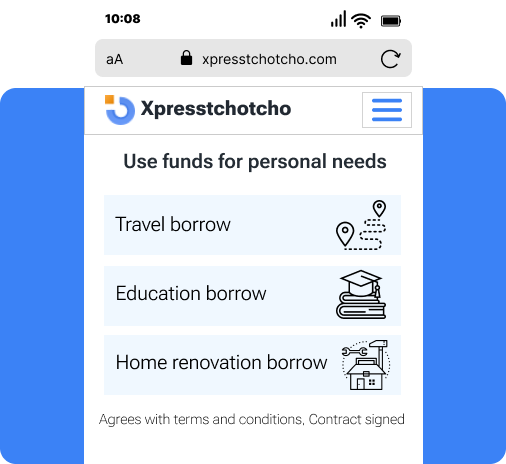 10:08
aA xpresstchotcho.com
Xpresstchotcho
Use funds for personal needs
Travel borrow
Education borrow
Home renovation borrow
Agrees with terms and conditions, Contract signed